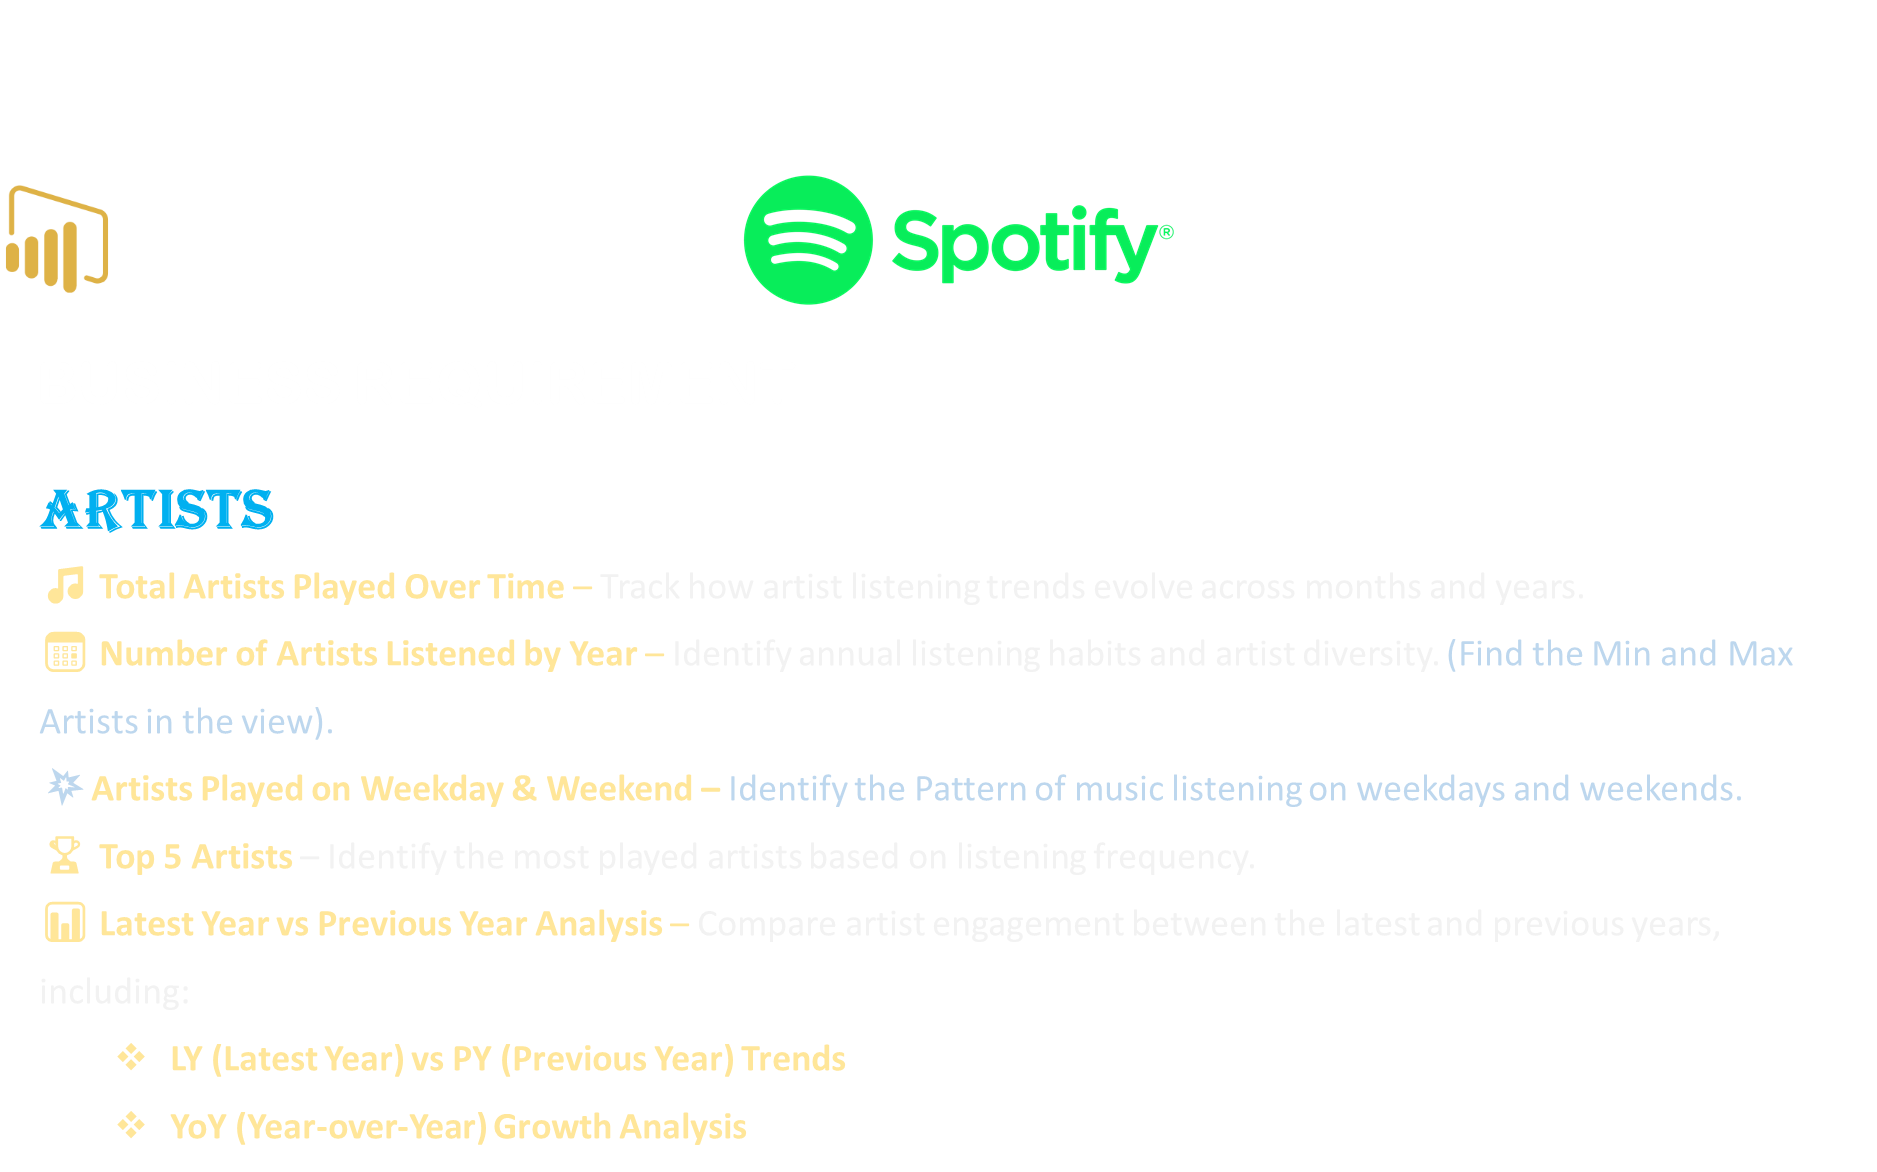 Spotify®
ARTISTS
Total Artists Played Over Time – Track how artist listening trends evolve across months and years.
Number of Artists Listened by Year – Identify annual listening habits and artist diversity. (Find the Min and Max
Artists in the view).
Artists Played on Weekday & Weekend – Identify the Pattern of music listening on weekdays and weekends.
Top 5 Artists – Identify the most played artists based on listening frequency.
Latest Year vs Previous Year Analysis – Compare artist engagement between the latest and previous years,
including:
❖ LY (Latest Year) vs PY (Previous Year) Trends
❖ YoY (Year-over-Year) Growth Analysis